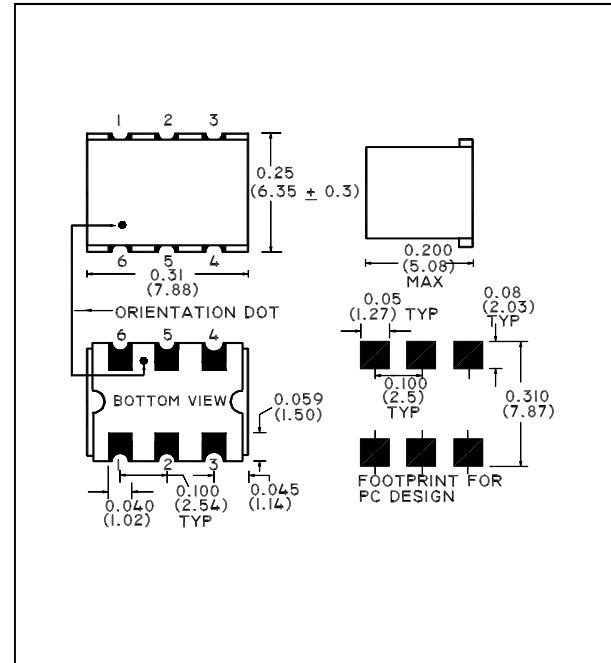 1 2 3
0.25
(6.35 ± 0.3)
6 5 4
0.31
(7.88)
0.200
(5.08)
MAX
ORIENTATION DOT
0.05
(1.27) TYP
0.08
(2.03)
TYP
6 5 4
BOTTOM VIEW
0.059
(1.50)
1 2 3
0.100
(2.54)
TYP
0.040
(1.02)
0.045
(1.14)
0.100
(2.5)
TYP
0.310
(7.87)
FOOTPRINT FOR
PC DESIGN